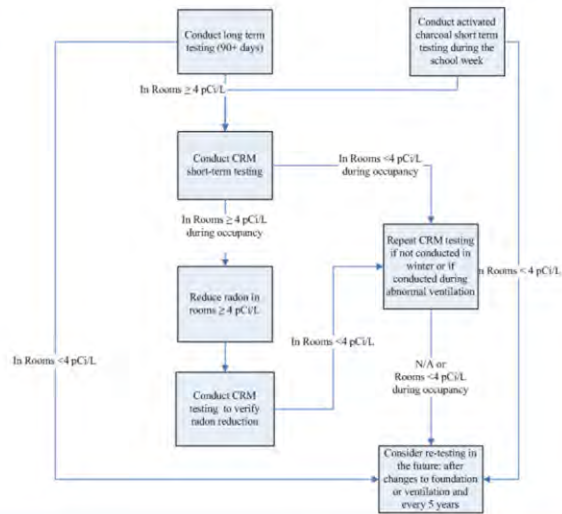 Conduct long term
testing (90+ days)
Conduct activated
charcoal short term
testing during the
school week
In Rooms ≥ 4 pCi/L
Conduct CRM
short-term testing
In Rooms <4 pCi/L
during occupancy
In Rooms ≥ 4 pCi/L
during occupancy
Repeat CRM testing
if not conducted in
winter or if
conducted during
abnormal ventilation
n Rooms < 4 pCi/L
Reduce radon in
rooms ≥ 4 pCi/L
In Rooms <4 pCi/L
In Rooms <4 pCi/L
N/A or
Rooms <4 pCi/L
during occupancy
Conduct CRM
testing to verify
radon reduction
Consider re-testing in
the future: after
changes to foundation
or ventilation and
every 5 years